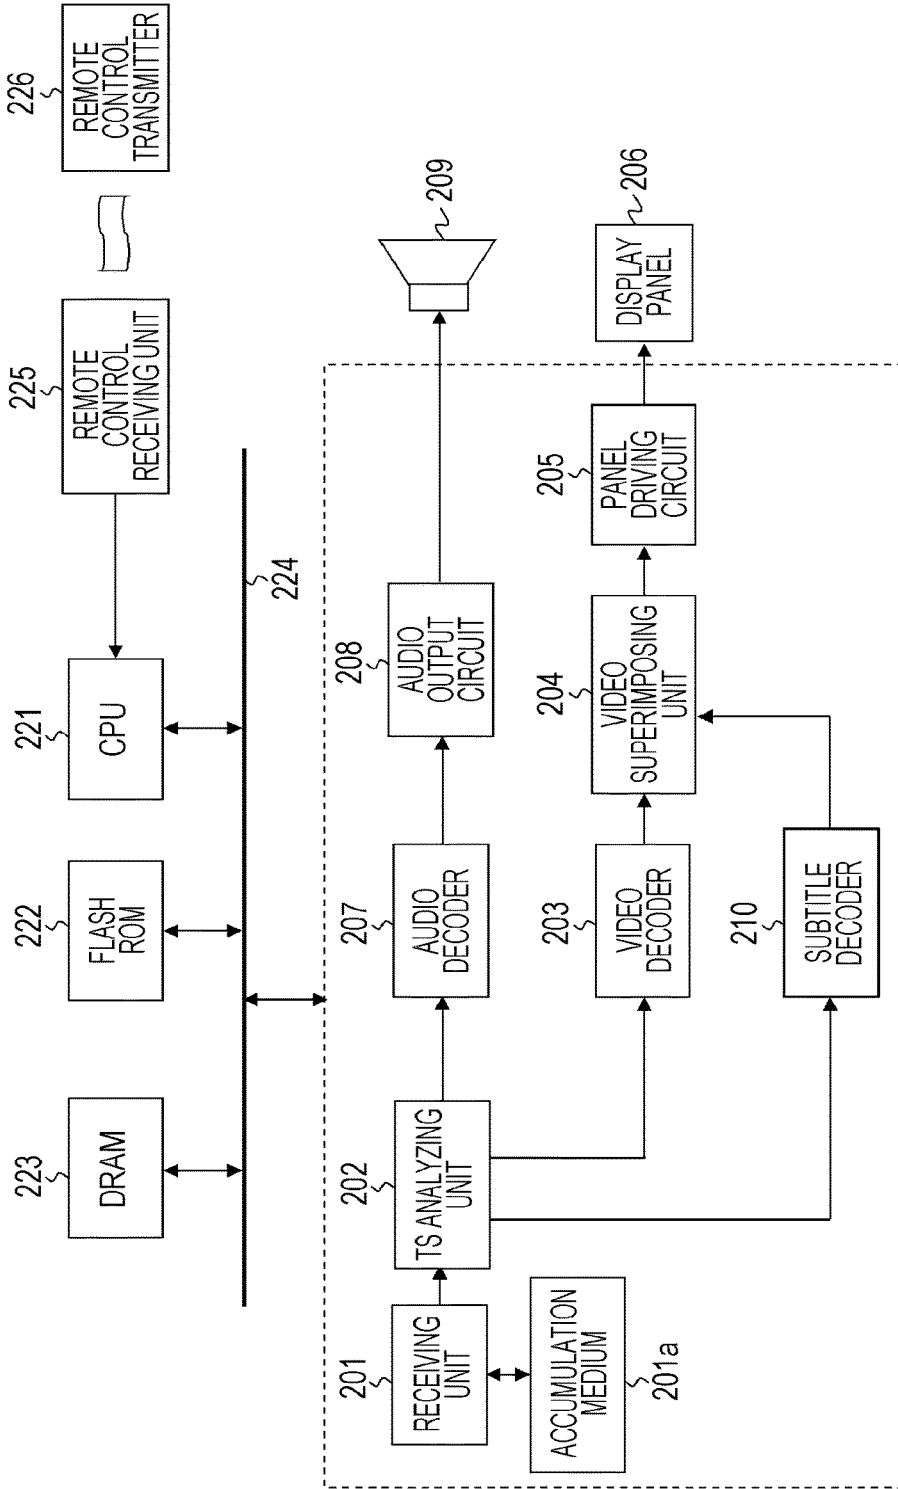 201
RECEIVING
UNIT
ACCUMULATION
MEDIUM
201a
202
TS ANALYZING
UNIT
207
AUDIO
DECODER
208
AUDIO
OUTPUT
CIRCUIT
209
203
VIDEO
DECODER
204
VIDEO
SUPERIMPOSING
UNIT
205
PANEL
DRIVING
CIRCUIT
206
DISPLAY
PANEL
210
SUBTITLE
DECODER
223
DRAM
222
FLASH
ROM
221
CPU
224
225
REMOTE
CONTROL
RECEIVING UNIT
226
REMOTE
CONTROL
TRANSMITTER